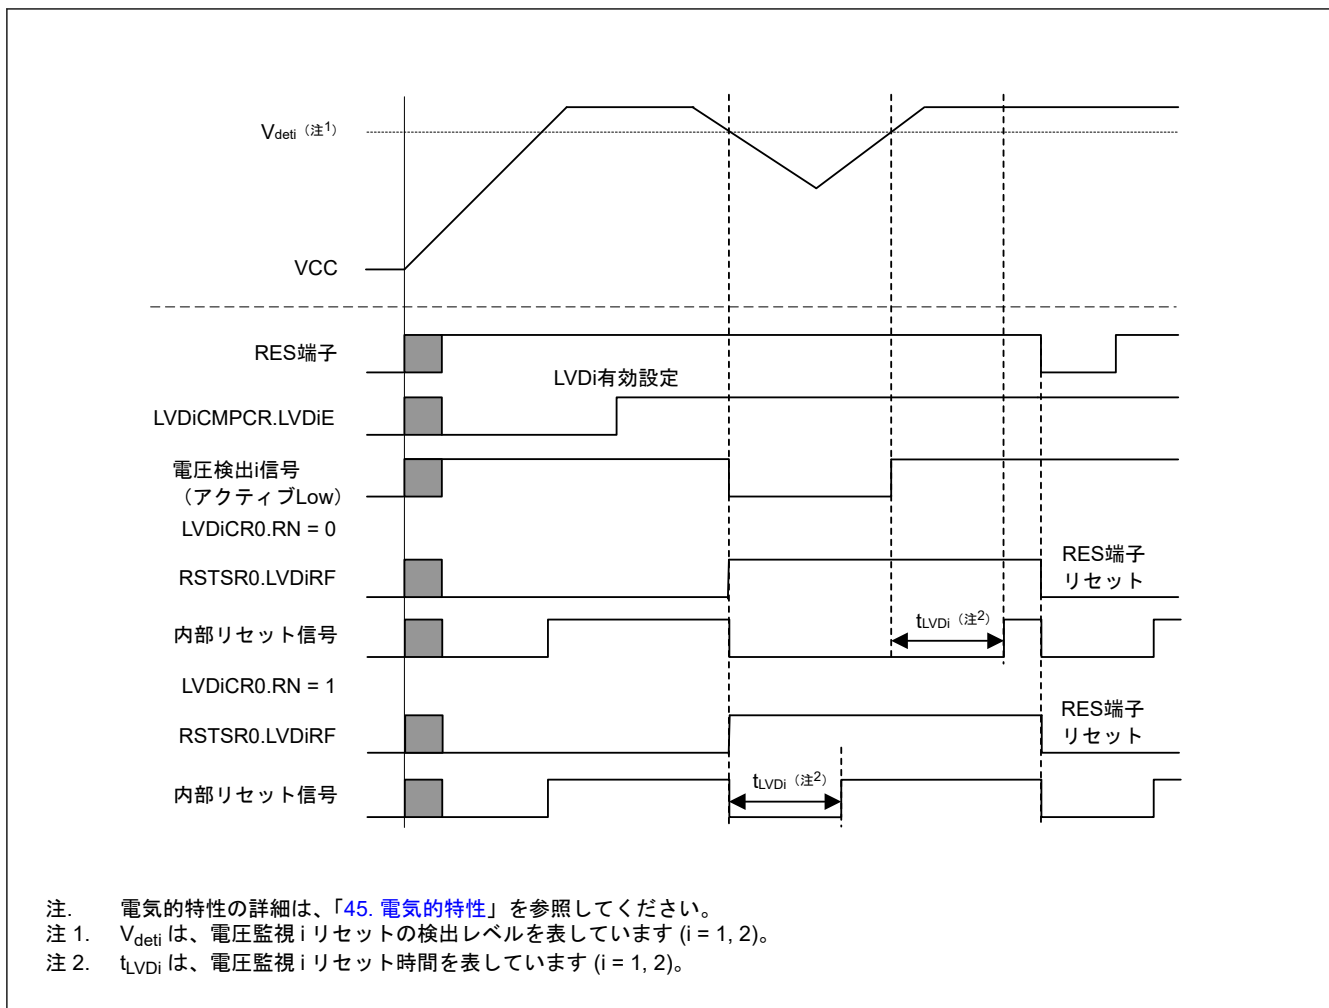 Vdeti（注1）
VCC
RES端子
LVDi有効設定
LVDiCMPCR.LVDiE
電圧検出i信号
（アクティブLow）
LVDiCR0.RN = 0
RSTSR0.LVDiRF
RES端子
リセット
内部リセット信号
tLVDi（注2）
LVDiCR0.RN = 1
RSTSR0.LVDiRF
RES端子
リセット
内部リセット信号
tLVDi（注2）
注. 電気的特性の詳細は、「45. 電気的特性」を参照してください。
注 1. Vdeti は、電圧監視 i リセットの検出レベルを表しています (i = 1, 2)。
注 2. tLVDi は、電圧監視 i リセット時間を表しています (i = 1, 2)。